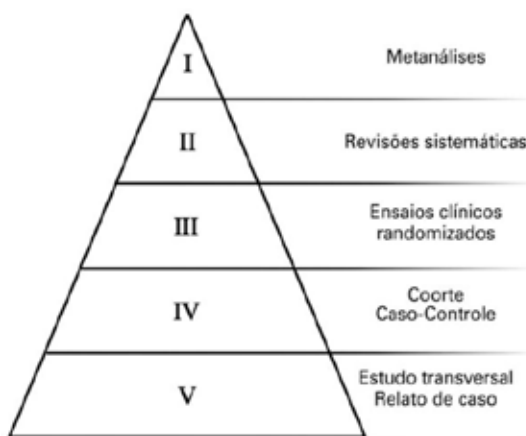 I
Metanálises
II
Revisões sistemáticas
III
Ensaios clínicos
randomizados
IV
Coorte
Caso-Controle
V
Estudo transversal
Relato de caso